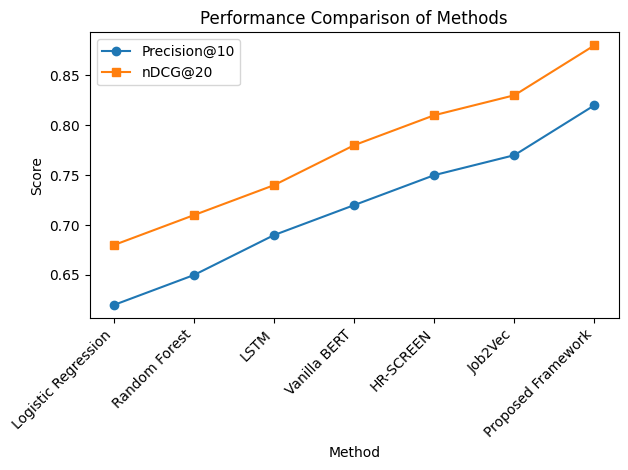 Performance Comparison of Methods
Precision@10
nDCG@20
0.85
0.80
0.75
0.70
0.65
Score
Logistic Regression
Random Forest
LSTM
Vanilla BERT
HR-SCREEN
Job2Vec
Proposed Framework
Method